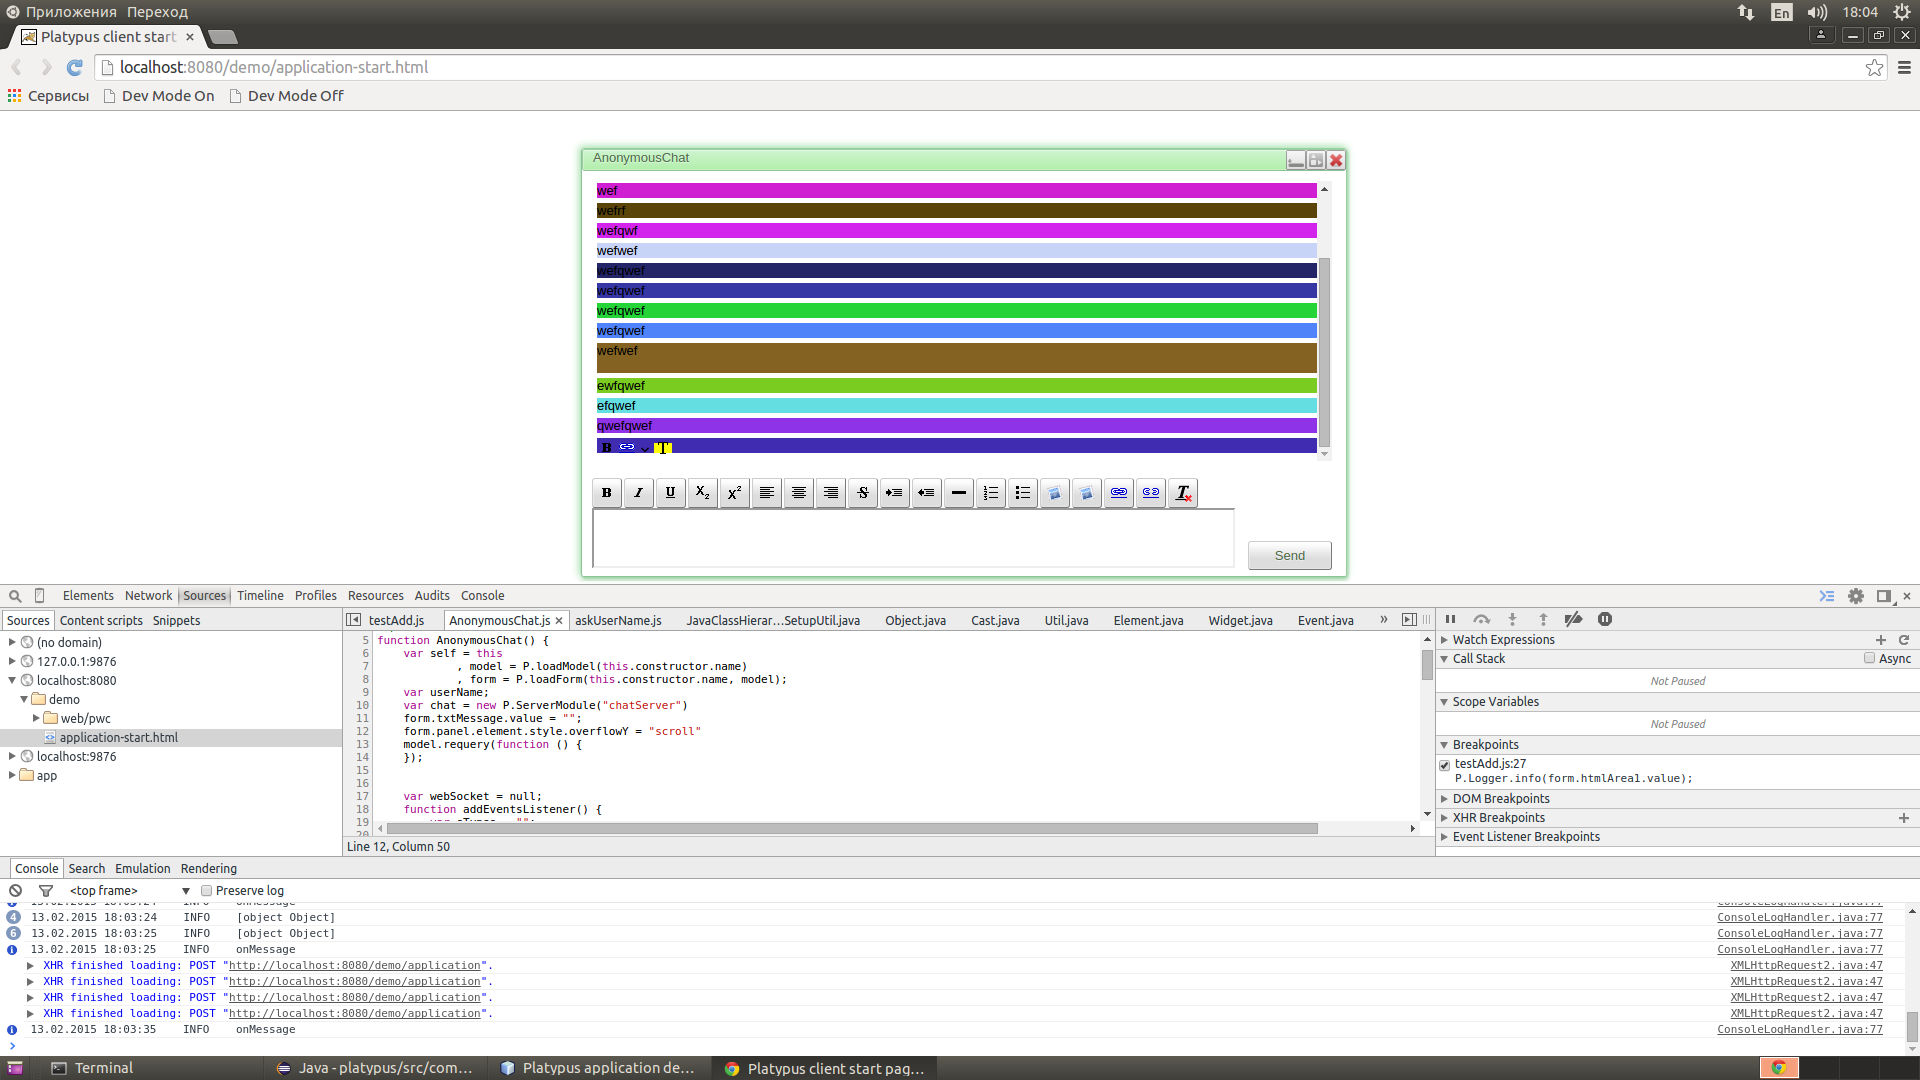 Приложения Переход En 18:04
Platypus client start
localhost:8080/demo/application-start.html
Сервисы Dev Mode On Dev Mode Off
AnonymousChat
wef
wefrf
wefqwf
wefwef
wefqwef
wefqwef
wefqwef
wefqwef
wefwef
ewfqwef
efqwef
qwefqwef
B T
B I U X2 X2 S T
Send
Elements Network Sources Timeline Profiles Resources Audits Console
Sources Content scripts Snippets
(no domain)
127.0.0.1:9876
localhost:8080
demo
web/pwc
application-start.html
localhost:9876
app
testAdd.js AnonymousChat.js askUserName.js JavaClassHierar...SetupUtil.java Object.java Cast.java Util.java Element.java Widget.java Event.java
5 function AnonymousChat() {
6 var self = this
7 , model = P.loadModel(this.constructor.name)
8 , form = P.loadForm(this.constructor.name, model);
9 var userName;
10 var chat = new P.ServerModule("chatServer")
11 form.txtMessage.value = "";
12 form.panel.element.style.overflowY = "scroll"
13 model.requery(function () {
14 });
15
16
17 var webSocket = null;
18 function addEventsListener() {
19
20
Line 12, Column 50
Watch Expressions
Call Stack Async
Not Paused
Scope Variables
Not Paused
Breakpoints
testAdd.js:27
P.Logger.info(form.htmlArea1.value);
DOM Breakpoints
XHR Breakpoints
Event Listener Breakpoints
Console Search Emulation Rendering
<top frame> Preserve log
13.02.2015 18:03:24 INFO onMessage ConsoleLogHandler.java:77
4 13.02.2015 18:03:24 INFO [object Object] ConsoleLogHandler.java:77
6 13.02.2015 18:03:25 INFO [object Object] ConsoleLogHandler.java:77
13.02.2015 18:03:25 INFO onMessage ConsoleLogHandler.java:77
XHR finished loading: POST "http://localhost:8080/demo/application". XMLHttpRequest2.java:47
XHR finished loading: POST "http://localhost:8080/demo/application". XMLHttpRequest2.java:47
XHR finished loading: POST "http://localhost:8080/demo/application". XMLHttpRequest2.java:47
XHR finished loading: POST "http://localhost:8080/demo/application". XMLHttpRequest2.java:47
13.02.2015 18:03:35 INFO onMessage ConsoleLogHandler.java:77
Terminal Java - platypus/src/com... Platypus application de... Platypus client start pag...